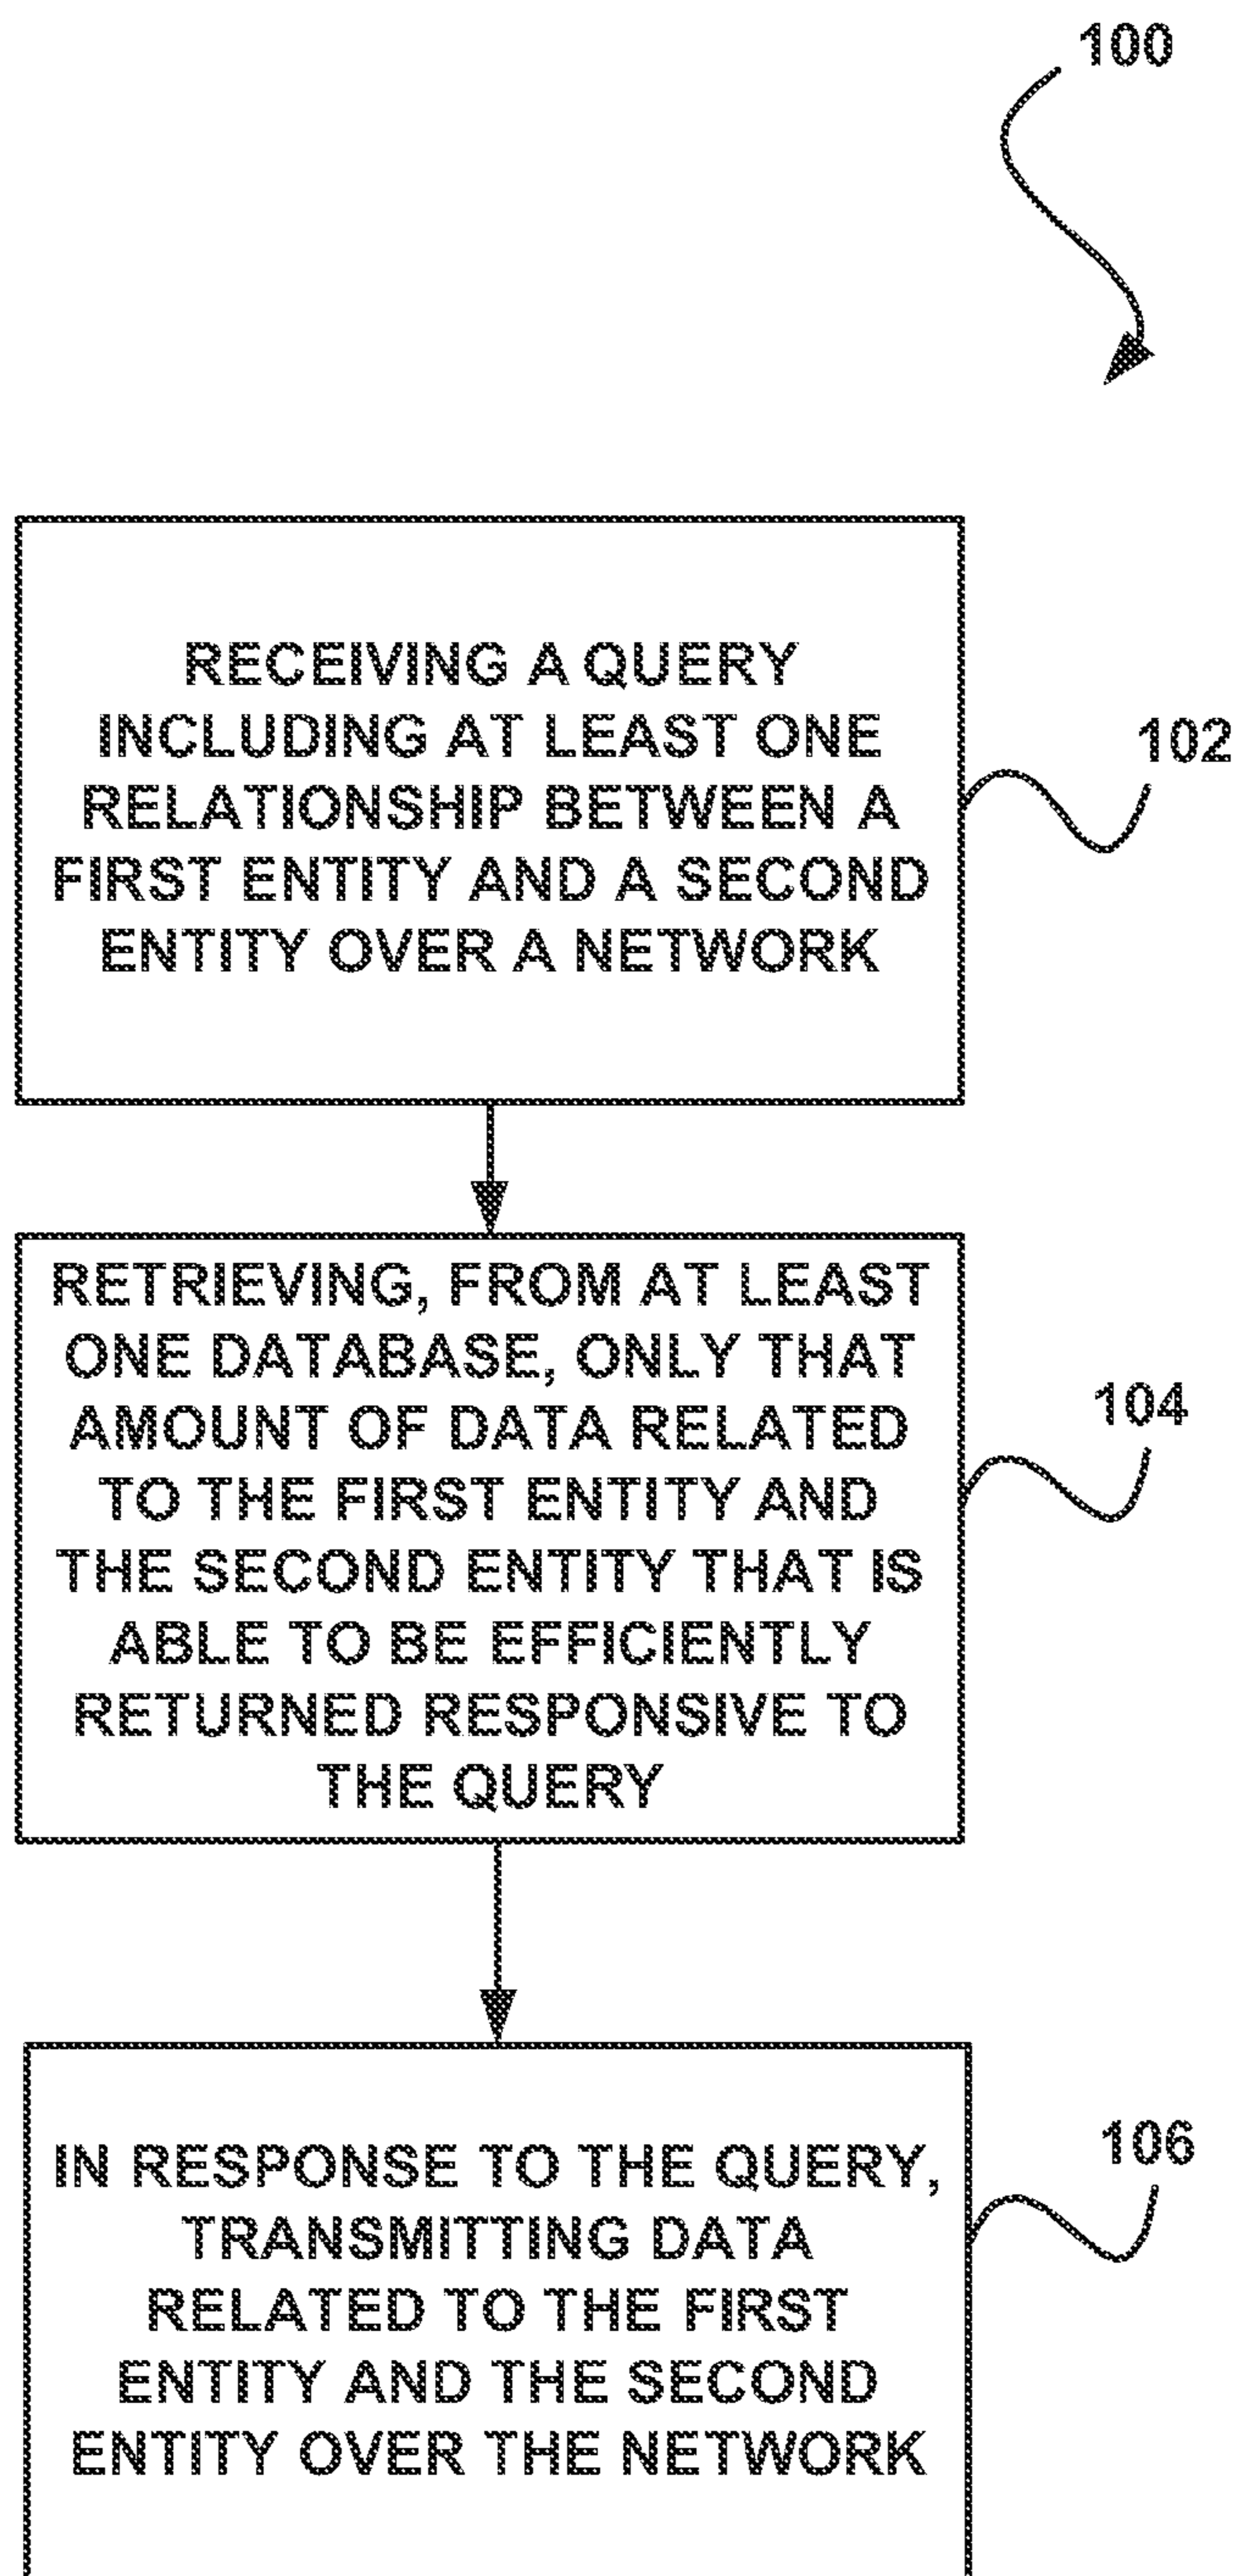 100
RECEIVING A QUERY
INCLUDING AT LEAST ONE
RELATIONSHIP BETWEEN A
FIRST ENTITY AND A SECOND
ENTITY OVER A NETWORK
102
RETRIEVING, FROM AT LEAST
ONE DATABASE, ONLY THAT
AMOUNT OF DATA RELATED
TO THE FIRST ENTITY AND
THE SECOND ENTITY THAT IS
ABLE TO BE EFFICIENTLY
RETURNED RESPONSIVE TO
THE QUERY
104
IN RESPONSE TO THE QUERY,
TRANSMITTING DATA
RELATED TO THE FIRST
ENTITY AND THE SECOND
ENTITY OVER THE NETWORK
106